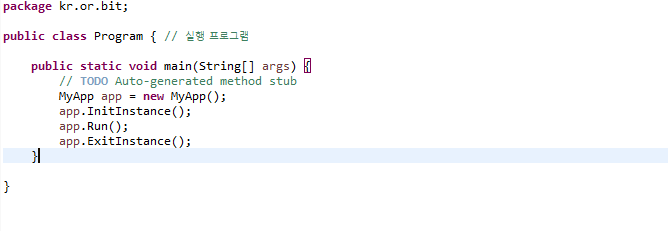 package kr.or.bit;
public class Program { // 실행 프로그램
public static void main(String[] args) {
// TODO Auto-generated method stub
MyApp app = new MyApp();
app.InitInstance();
app.Run();
app.ExitInstance();
}
}